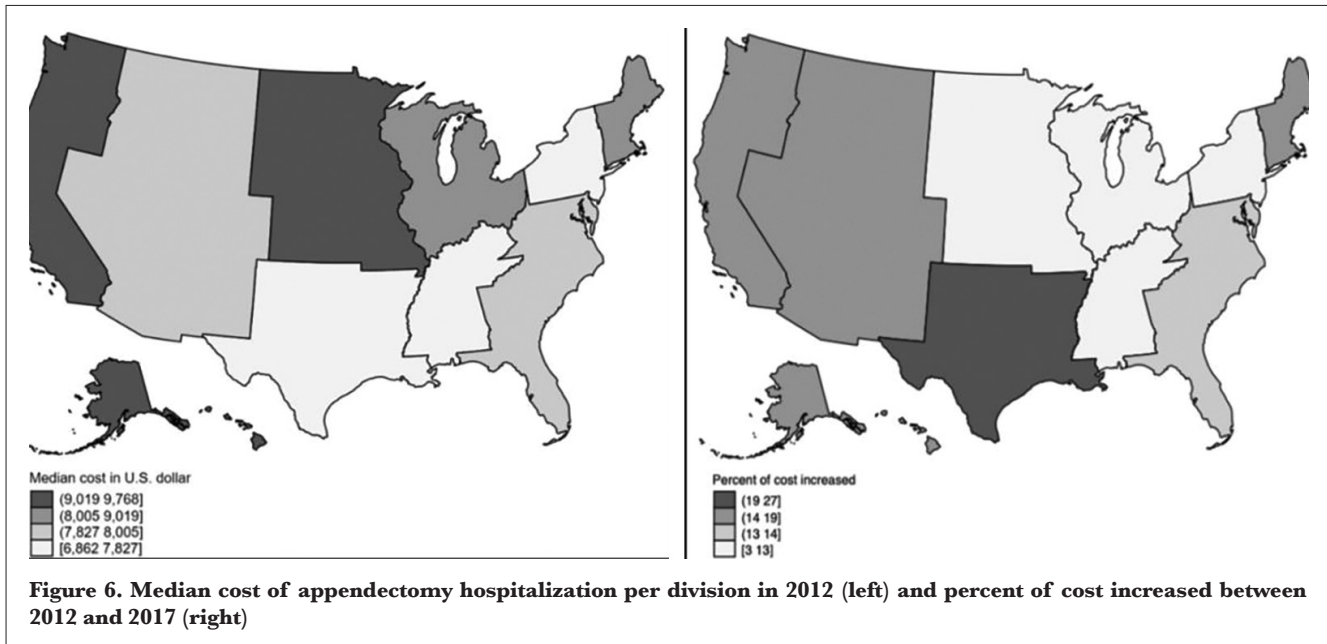 Median cost in U.S. dollar
(9,019 9,768]
(8,005 9,019]
(7,827 8,005]
[6,862 7,827]
Percent of cost increased
(19 27]
(14 19]
(13 14]
[3 13]
Figure 6. Median cost of appendectomy hospitalization per division in 2012 (left) and percent of cost increased between
2012 and 2017 (right)